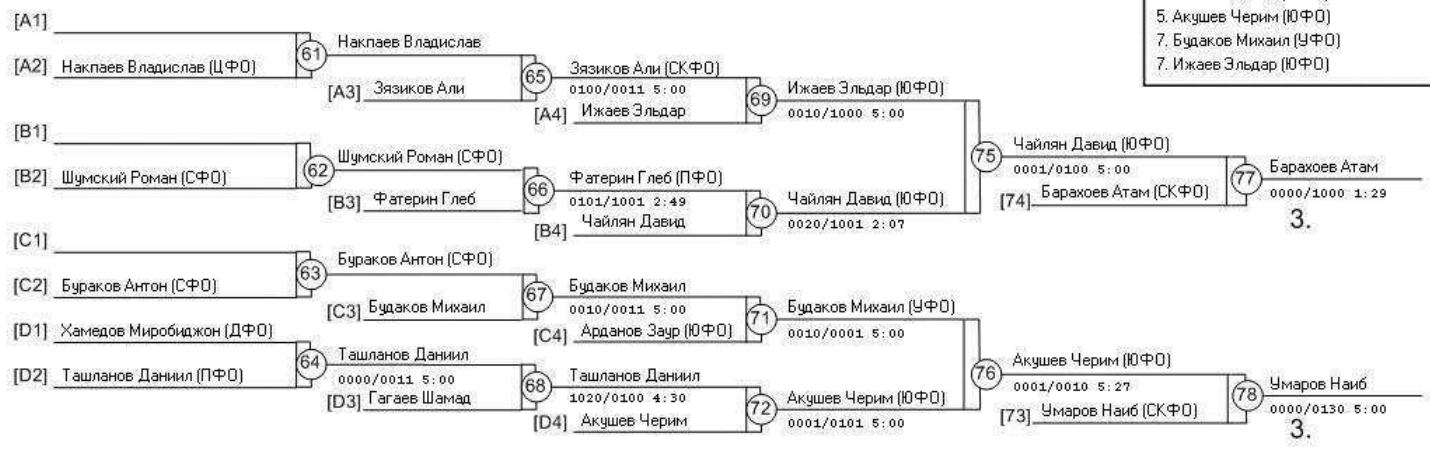 5. Акушев Черим (ЮФО)
7. Будаков Михаил (УФО)
7. Ижаев Эльдар (ЮФО)
[A1]
[A2] Накпаев Владислав (ЦФО)
61
Накпаев Владислав
[A3] Зязиков Али
65
Зязиков Али (СКФО)
0100/0011 5:00
[A4] Ижаев Эльдар
69
Ижаев Эльдар (ЮФО)
0010/1000 5:00
[B1]
[B2] Шумский Роман (СФО)
62
Шумский Роман (СФО)
[B3] Фатерин Глеб
66
Фатерин Глеб (ПФО)
0101/1001 2:49
[B4] Чайлян Давид
70
Чайлян Давид (ЮФО)
0020/1001 2:07
75
Чайлян Давид (ЮФО)
0001/0100 5:00
[74] Барахоев Атам (СКФО)
77
Барахоев Атам
0000/1000 1:29
3.
[C1]
[C2] Бураков Антон (СФО)
63
Бураков Антон (СФО)
[C3] Будаков Михаил
67
Будаков Михаил
0010/0011 5:00
[C4] Арданов Заур (ЮФО)
71
Будаков Михаил (УФО)
0010/0001 5:00
[D1] Хамедов Миробиджон (ДФО)
[D2] Ташланов Даниил (ПФО)
64
Ташланов Даниил
0000/0011 5:00
[D3] Гагаев Шамад
68
Ташланов Даниил
1020/0100 4:30
[D4] Акушев Черим
72
Акушев Черим (ЮФО)
0001/0101 5:00
76
Акушев Черим (ЮФО)
0001/0010 5:27
[73] Умаров Наиб (СКФО)
78
Умаров Наиб
0000/0130 5:00
3.